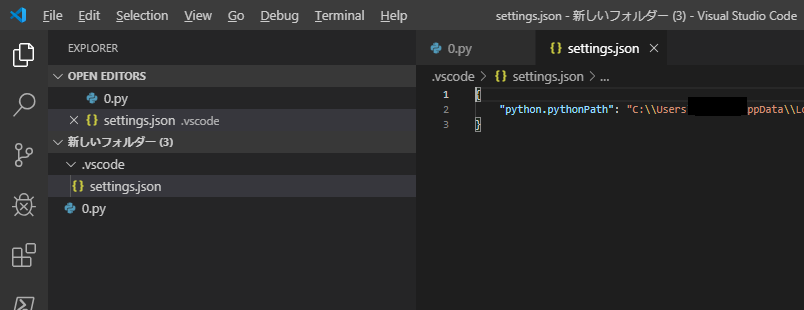 File Edit Selection View Go Debug Terminal Help settings.json - 新しいフォルダー (3) - Visual Studio Code
EXPLORER
OPEN EDITORS
0.py
settings.json .vscode
新しいフォルダー (3)
.vscode
settings.json
0.py
0.py settings.json
.vscode > settings.json > ...
1 {
2 "python.pythonPath": "C:\\Users ppData\\Lo
3 }